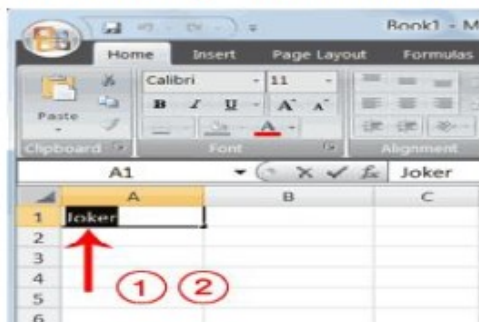 Book1 - M
Home Insert Page Layout Formulas
Calibri 11
Paste B I U A A
A
Clipboard Font Alignment
A1 fx Joker
A B C
1 Joker
2
3
4 1 2
5
6